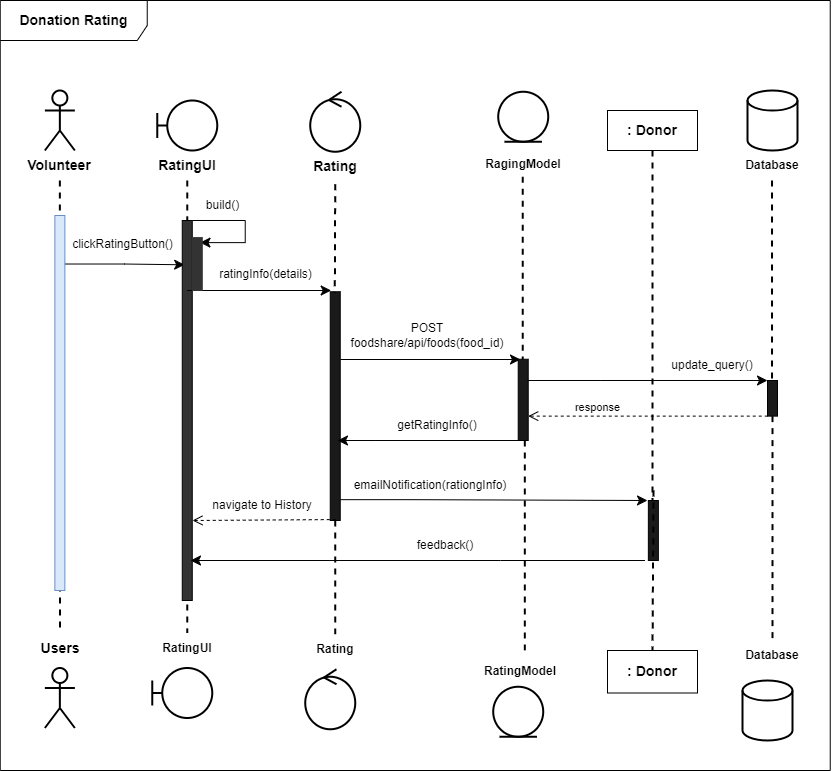 Donation Rating
Volunteer
RatingUI
Rating
RagingModel
: Donor
Database
build()
clickRatingButton()
ratingInfo(details)
POST
foodshare/api/foods(food_id)
update_query()
response
getRatingInfo()
emailNotification(rationgInfo)
navigate to History
feedback()
Users
RatingUI
Rating
RatingModel
: Donor
Database